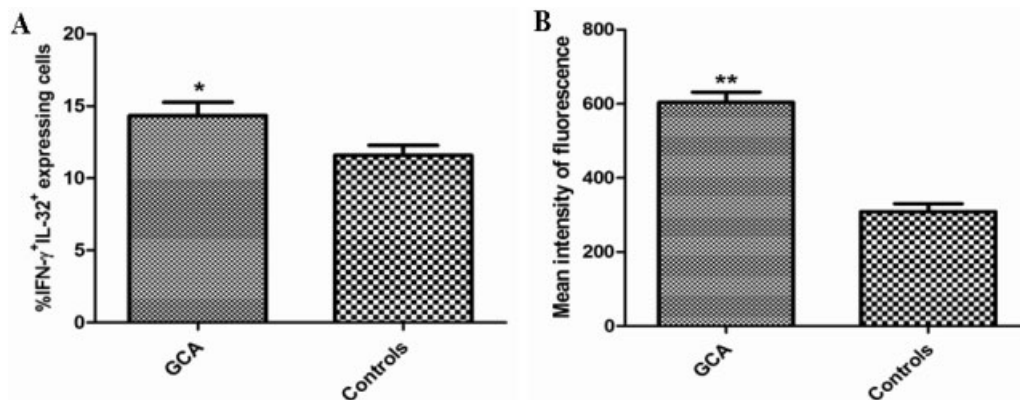 A
%IFN-γ+IL-32+ expressing cells
20
15
10
5
0
*
GCA
Controls
B
Mean intensity of fluorescence
800
600
400
200
0
**
GCA
Controls